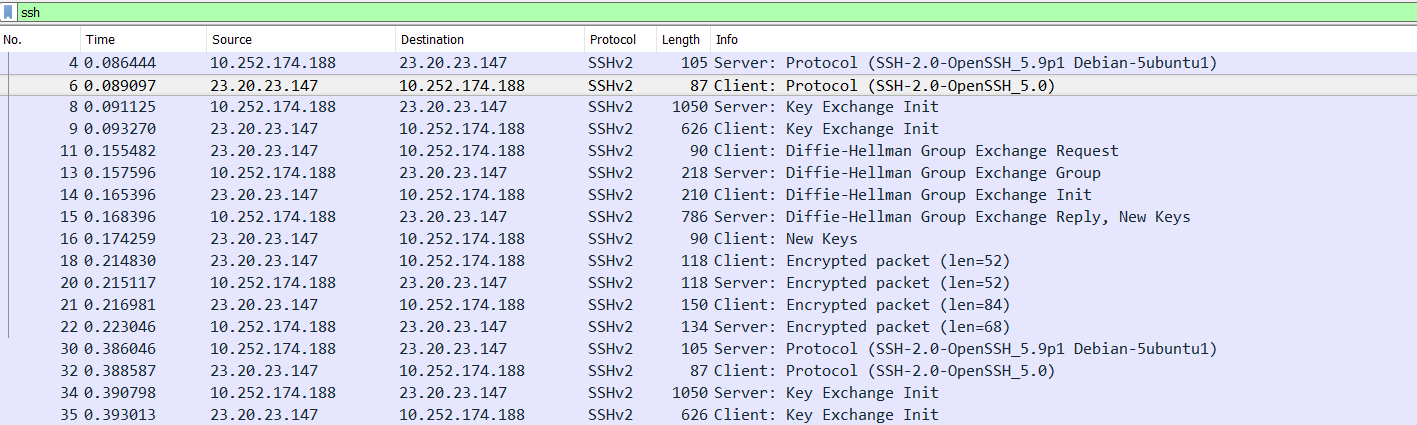 ssh
No. Time Source Destination Protocol Length Info
4 0.086444 10.252.174.188 23.20.23.147 SSHv2 105 Server: Protocol (SSH-2.0-OpenSSH_5.9p1 Debian-5ubuntu1)
6 0.089097 23.20.23.147 10.252.174.188 SSHv2 87 Client: Protocol (SSH-2.0-OpenSSH_5.0)
8 0.091125 10.252.174.188 23.20.23.147 SSHv2 1050 Server: Key Exchange Init
9 0.093270 23.20.23.147 10.252.174.188 SSHv2 626 Client: Key Exchange Init
11 0.155482 23.20.23.147 10.252.174.188 SSHv2 90 Client: Diffie-Hellman Group Exchange Request
13 0.157596 10.252.174.188 23.20.23.147 SSHv2 218 Server: Diffie-Hellman Group Exchange Group
14 0.165396 23.20.23.147 10.252.174.188 SSHv2 210 Client: Diffie-Hellman Group Exchange Init
15 0.168396 10.252.174.188 23.20.23.147 SSHv2 786 Server: Diffie-Hellman Group Exchange Reply, New Keys
16 0.174259 23.20.23.147 10.252.174.188 SSHv2 90 Client: New Keys
18 0.214830 23.20.23.147 10.252.174.188 SSHv2 118 Client: Encrypted packet (len=52)
20 0.215117 10.252.174.188 23.20.23.147 SSHv2 118 Server: Encrypted packet (len=52)
21 0.216981 23.20.23.147 10.252.174.188 SSHv2 150 Client: Encrypted packet (len=84)
22 0.223046 10.252.174.188 23.20.23.147 SSHv2 134 Server: Encrypted packet (len=68)
30 0.386046 10.252.174.188 23.20.23.147 SSHv2 105 Server: Protocol (SSH-2.0-OpenSSH_5.9p1 Debian-5ubuntu1)
32 0.388587 23.20.23.147 10.252.174.188 SSHv2 87 Client: Protocol (SSH-2.0-OpenSSH_5.0)
34 0.390798 10.252.174.188 23.20.23.147 SSHv2 1050 Server: Key Exchange Init
35 0.393013 23.20.23.147 10.252.174.188 SSHv2 626 Client: Key Exchange Init